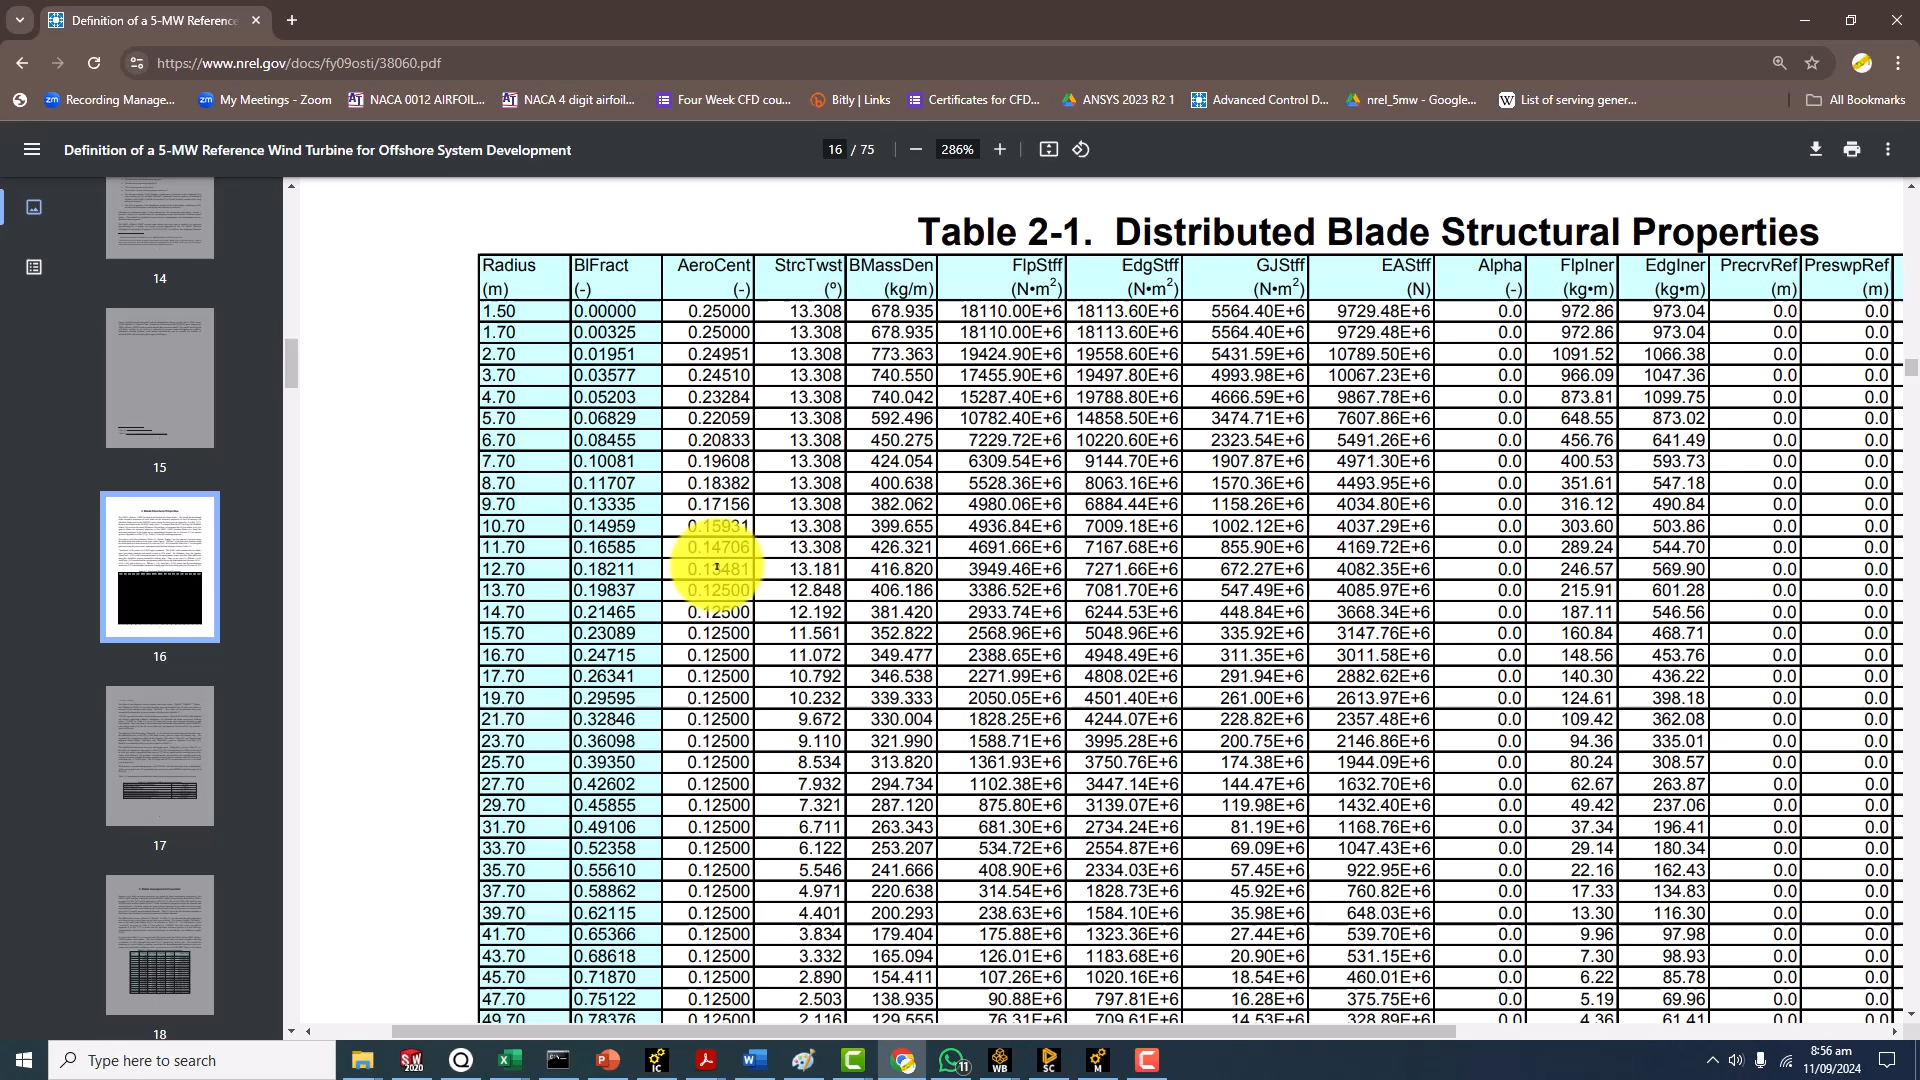 Definition of a 5-MW Reference
https://www.nrel.gov/docs/fy09osti/38060.pdf
Recording Manage... My Meetings - Zoom NACA 0012 AIRFOIL... NACA 4 digit airfoil... Four Week CFD cou... Bitly | Links Certificates for CFD... ANSYS 2023 R2 1 Advanced Control D... nrel_5mw - Google... List of serving gener... All Bookmarks
Definition of a 5-MW Reference Wind Turbine for Offshore System Development 16 / 75 286%
14
15
16
17
18
Table 2-1. Distributed Blade Structural Properties
Radius BlFract AeroCent StrcTwst BMassDen FlpStff EdgStff GJStff EAStff Alpha FlpIner EdgIner PrecrvRef PreswpRef
(m) (-) (-) (º) (kg/m) (N•m²) (N•m²) (N•m²) (N) (-) (kg•m) (kg•m) (m) (m)
1.50 0.00000 0.25000 13.308 678.935 18110.00E+6 18113.60E+6 5564.40E+6 9729.48E+6 0.0 972.86 973.04 0.0 0.0
1.70 0.00325 0.25000 13.308 678.935 18110.00E+6 18113.60E+6 5564.40E+6 9729.48E+6 0.0 972.86 973.04 0.0 0.0
2.70 0.01951 0.24951 13.308 773.363 19424.90E+6 19558.60E+6 5431.59E+6 10789.50E+6 0.0 1091.52 1066.38 0.0 0.0
3.70 0.03577 0.24510 13.308 740.550 17455.90E+6 19497.80E+6 4993.98E+6 10067.23E+6 0.0 966.09 1047.36 0.0 0.0
4.70 0.05203 0.23284 13.308 740.042 15287.40E+6 19788.80E+6 4666.59E+6 9867.78E+6 0.0 873.81 1099.75 0.0 0.0
5.70 0.06829 0.22059 13.308 592.496 10782.40E+6 14858.50E+6 3474.71E+6 7607.86E+6 0.0 648.55 873.02 0.0 0.0
6.70 0.08455 0.20833 13.308 450.275 7229.72E+6 10220.60E+6 2323.54E+6 5491.26E+6 0.0 456.76 641.49 0.0 0.0
7.70 0.10081 0.19608 13.308 424.054 6309.54E+6 9144.70E+6 1907.87E+6 4971.30E+6 0.0 400.53 593.73 0.0 0.0
8.70 0.11707 0.18382 13.308 400.638 5528.36E+6 8063.16E+6 1570.36E+6 4493.95E+6 0.0 351.61 547.18 0.0 0.0
9.70 0.13335 0.17156 13.308 382.062 4980.06E+6 6884.44E+6 1158.26E+6 4034.80E+6 0.0 316.12 490.84 0.0 0.0
10.70 0.14959 0.15931 13.308 399.655 4936.84E+6 7009.18E+6 1002.12E+6 4037.29E+6 0.0 303.60 503.86 0.0 0.0
11.70 0.16585 0.14706 13.308 426.321 4691.66E+6 7167.68E+6 855.90E+6 4169.72E+6 0.0 289.24 544.70 0.0 0.0
12.70 0.18211 0.13481 13.181 416.820 3949.46E+6 7271.66E+6 672.27E+6 4082.35E+6 0.0 246.57 569.90 0.0 0.0
13.70 0.19837 0.12500 12.848 406.186 3386.52E+6 7081.70E+6 547.49E+6 4085.97E+6 0.0 215.91 601.28 0.0 0.0
14.70 0.21465 0.12500 12.192 381.420 2933.74E+6 6244.53E+6 448.84E+6 3668.34E+6 0.0 187.11 546.56 0.0 0.0
15.70 0.23089 0.12500 11.561 352.822 2568.96E+6 5048.96E+6 335.92E+6 3147.76E+6 0.0 160.84 468.71 0.0 0.0
16.70 0.24715 0.12500 11.072 349.477 2388.65E+6 4948.49E+6 311.35E+6 3011.58E+6 0.0 148.56 453.76 0.0 0.0
17.70 0.26341 0.12500 10.792 346.538 2271.99E+6 4808.02E+6 291.94E+6 2882.62E+6 0.0 140.30 436.22 0.0 0.0
19.70 0.29595 0.12500 10.232 339.333 2050.05E+6 4501.40E+6 261.00E+6 2613.97E+6 0.0 124.61 398.18 0.0 0.0
21.70 0.32846 0.12500 9.672 330.004 1828.25E+6 4244.07E+6 228.82E+6 2357.48E+6 0.0 109.42 362.08 0.0 0.0
23.70 0.36098 0.12500 9.110 321.990 1588.71E+6 3995.28E+6 200.75E+6 2146.86E+6 0.0 94.36 335.01 0.0 0.0
25.70 0.39350 0.12500 8.534 313.820 1361.93E+6 3750.76E+6 174.38E+6 1944.09E+6 0.0 80.24 308.57 0.0 0.0
27.70 0.42602 0.12500 7.932 294.734 1102.38E+6 3447.14E+6 144.47E+6 1632.70E+6 0.0 62.67 263.87 0.0 0.0
29.70 0.45855 0.12500 7.321 287.120 875.80E+6 3139.07E+6 119.98E+6 1432.40E+6 0.0 49.42 237.06 0.0 0.0
31.70 0.49106 0.12500 6.711 263.343 681.30E+6 2734.24E+6 81.19E+6 1168.76E+6 0.0 37.34 196.41 0.0 0.0
33.70 0.52358 0.12500 6.122 253.207 534.72E+6 2554.87E+6 69.09E+6 1047.43E+6 0.0 29.14 180.34 0.0 0.0
35.70 0.55610 0.12500 5.546 241.666 408.90E+6 2334.03E+6 57.45E+6 922.95E+6 0.0 22.16 162.43 0.0 0.0
37.70 0.58862 0.12500 4.971 220.638 314.54E+6 1828.73E+6 45.92E+6 760.82E+6 0.0 17.33 134.83 0.0 0.0
39.70 0.62115 0.12500 4.401 200.293 238.63E+6 1584.10E+6 35.98E+6 648.03E+6 0.0 13.30 116.30 0.0 0.0
41.70 0.65366 0.12500 3.834 179.404 175.88E+6 1323.36E+6 27.44E+6 539.70E+6 0.0 9.96 97.98 0.0 0.0
43.70 0.68618 0.12500 3.332 165.094 126.01E+6 1183.68E+6 20.90E+6 531.15E+6 0.0 7.30 98.93 0.0 0.0
45.70 0.71870 0.12500 2.890 154.411 107.26E+6 1020.16E+6 18.54E+6 460.01E+6 0.0 6.22 85.78 0.0 0.0
47.70 0.75122 0.12500 2.503 138.935 90.88E+6 797.81E+6 16.28E+6 375.75E+6 0.0 5.19 69.96 0.0 0.0
49.70 0.78376 0.12500 2.116 129.555 76.31E+6 709.61E+6 14.53E+6 328.89E+6 0.0 4.36 61.41 0.0 0.0
Type here to search
8:56 am
11/09/2024